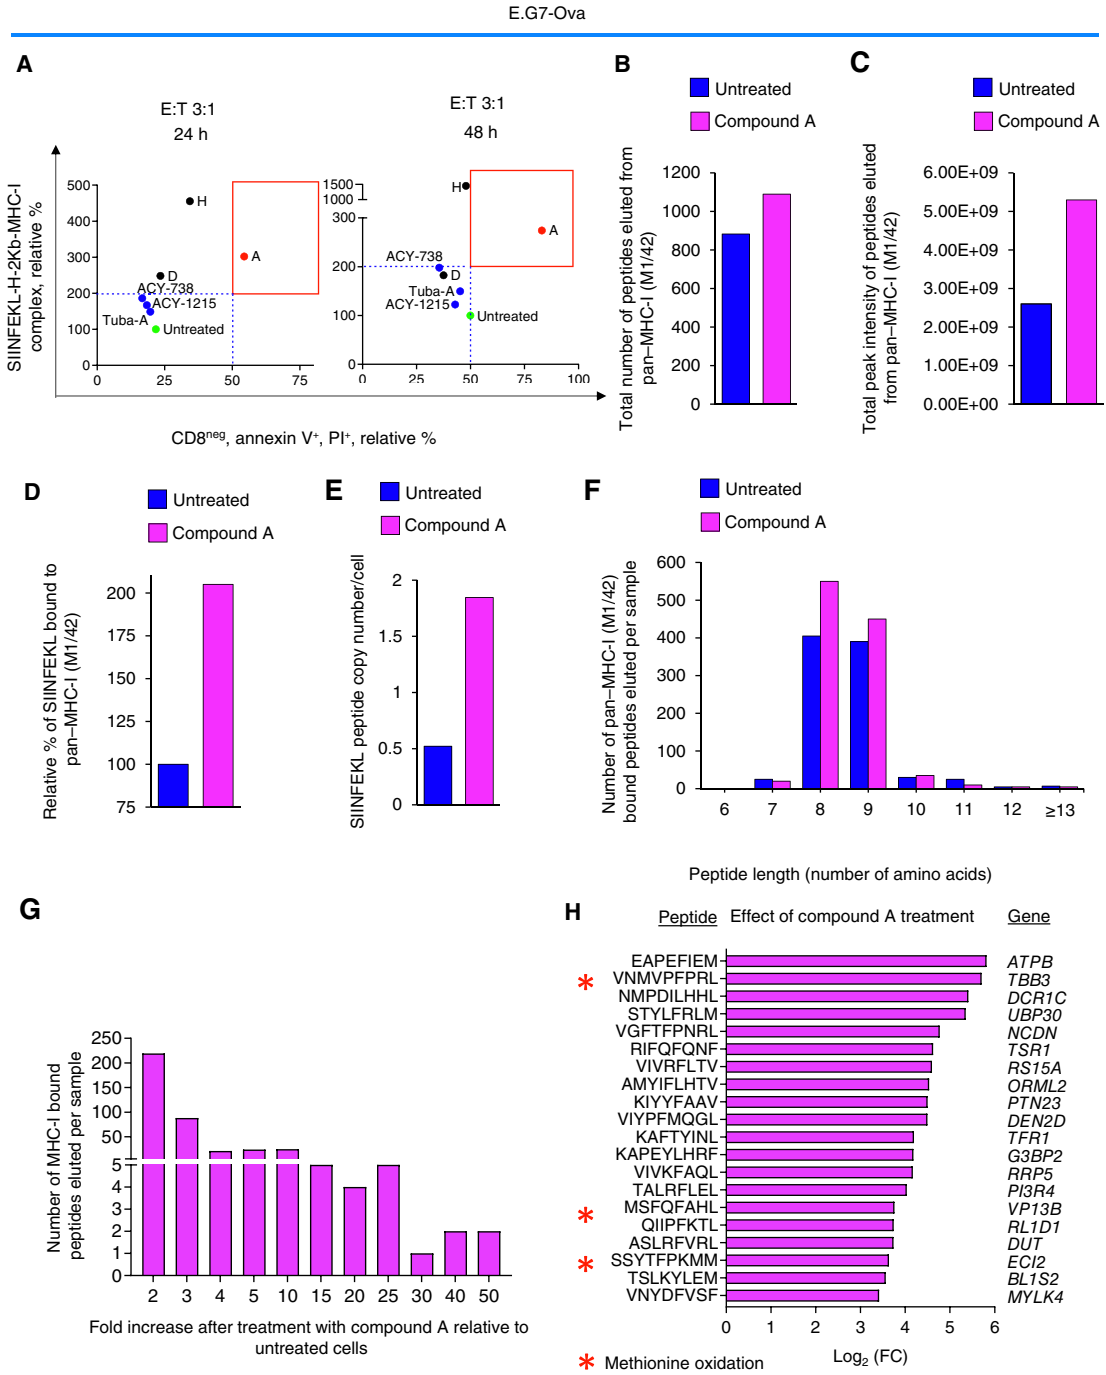 E.G7-Ova
A
E:T 3:1
24 h
E:T 3:1
48 h
SIINFEKL-H-2Kb-MHC-I
complex, relative %
500
400
300
200
100
0
H
A
D
ACY-738
ACY-1215
Tuba-A
Untreated
0
25
50
75
1500
1000
300
200
100
0
H
A
ACY-738
D
Tuba-A
ACY-1215
Untreated
0
25
50
75
100
CD8neg, annexin V+, PI+, relative %
B
Untreated
Compound A
Total number of peptides eluted from
pan–MHC-I (M1/42)
1200
1000
800
600
400
200
0
C
Untreated
Compound A
Total peak intensity of peptides eluted
from pan–MHC-I (M1/42)
6.00E+09
5.00E+09
4.00E+09
3.00E+09
2.00E+09
1.00E+09
0.00E+00
D
Untreated
Compound A
Relative % of SIINFEKL bound to
pan–MHC-I (M1/42)
200
175
150
125
100
75
E
Untreated
Compound A
SIINFEKL peptide copy number/cell
2
1.5
1
0.5
0
F
Untreated
Compound A
Number of pan–MHC-I (M1/42)
bound peptides eluted per sample
600
500
400
300
200
100
0
6 7 8 9 10 11 12 ≥13
Peptide length (number of amino acids)
G
Number of MHC-I bound
peptides eluted per sample
250
200
150
100
50
5
4
3
2
1
0
2 3 4 5 10 15 20 25 30 40 50
Fold increase after treatment with compound A relative to
untreated cells
H
Peptide Effect of compound A treatment Gene
EAPEFIEM ATPB
* VNMVPFPRL TBB3
NMPDILHHL DCR1C
STYLFRLM UBP30
VGFTFPNRL NCDN
RIFQFQNF TSR1
VIVRFLTV RS15A
AMYIFLHTV ORML2
KIYYFAAV PTN23
VIYPFMQGL DEN2D
KAFTYINL TFR1
KAPEYLHRF G3BP2
VIVKFAQL RRP5
TALRFLEL PI3R4
* MSFQFAHL VP13B
QIIPFKTL RL1D1
ASLRFVRL DUT
* SSYTFPKMM ECI2
TSLKYLEM BL1S2
VNYDFVSF MYLK4
0 1 2 3 4 5 6
Log2 (FC)
* Methionine oxidation